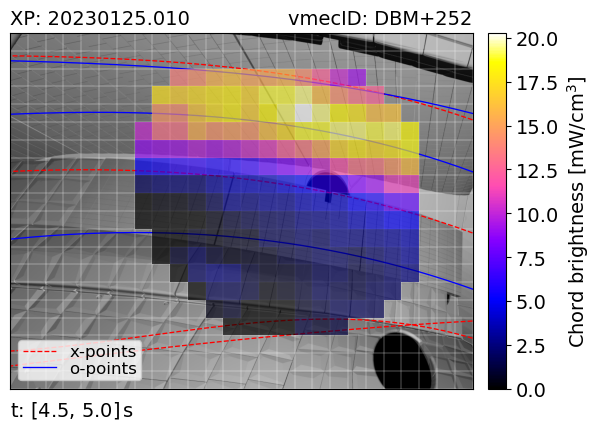 XP: 20230125.010 vmecID: DBM+252
20.0
17.5
15.0
12.5
10.0
7.5
5.0
2.5
0.0
Chord brightness [mW/cm³]
x-points
o-points
t: [4.5, 5.0]s